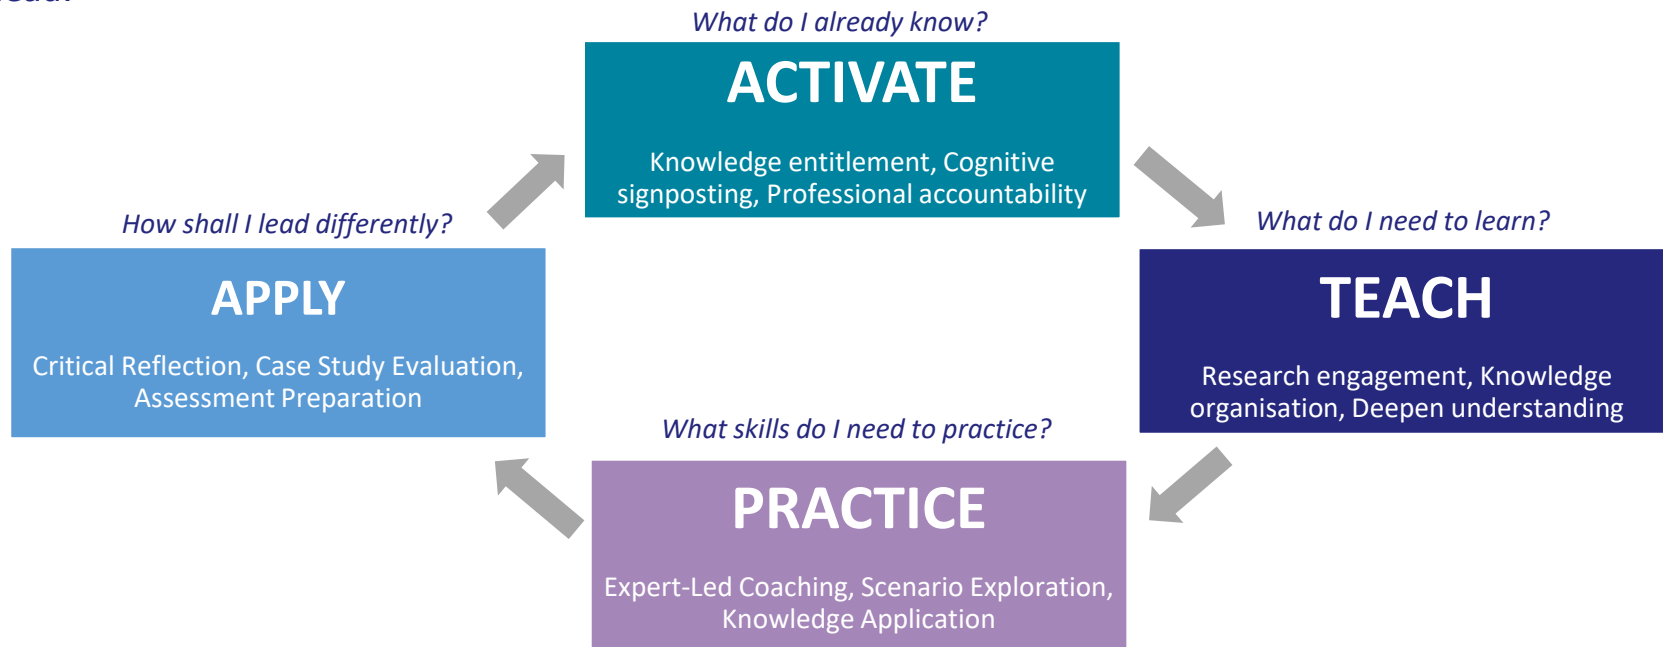 What do I already know?
ACTIVATE
Knowledge entitlement, Cognitive
signposting, Professional accountability
What do I need to learn?
TEACH
Research engagement, Knowledge
organisation, Deepen understanding
What skills do I need to practice?
PRACTICE
Expert-Led Coaching, Scenario Exploration,
Knowledge Application
How shall I lead differently?
APPLY
Critical Reflection, Case Study Evaluation,
Assessment Preparation